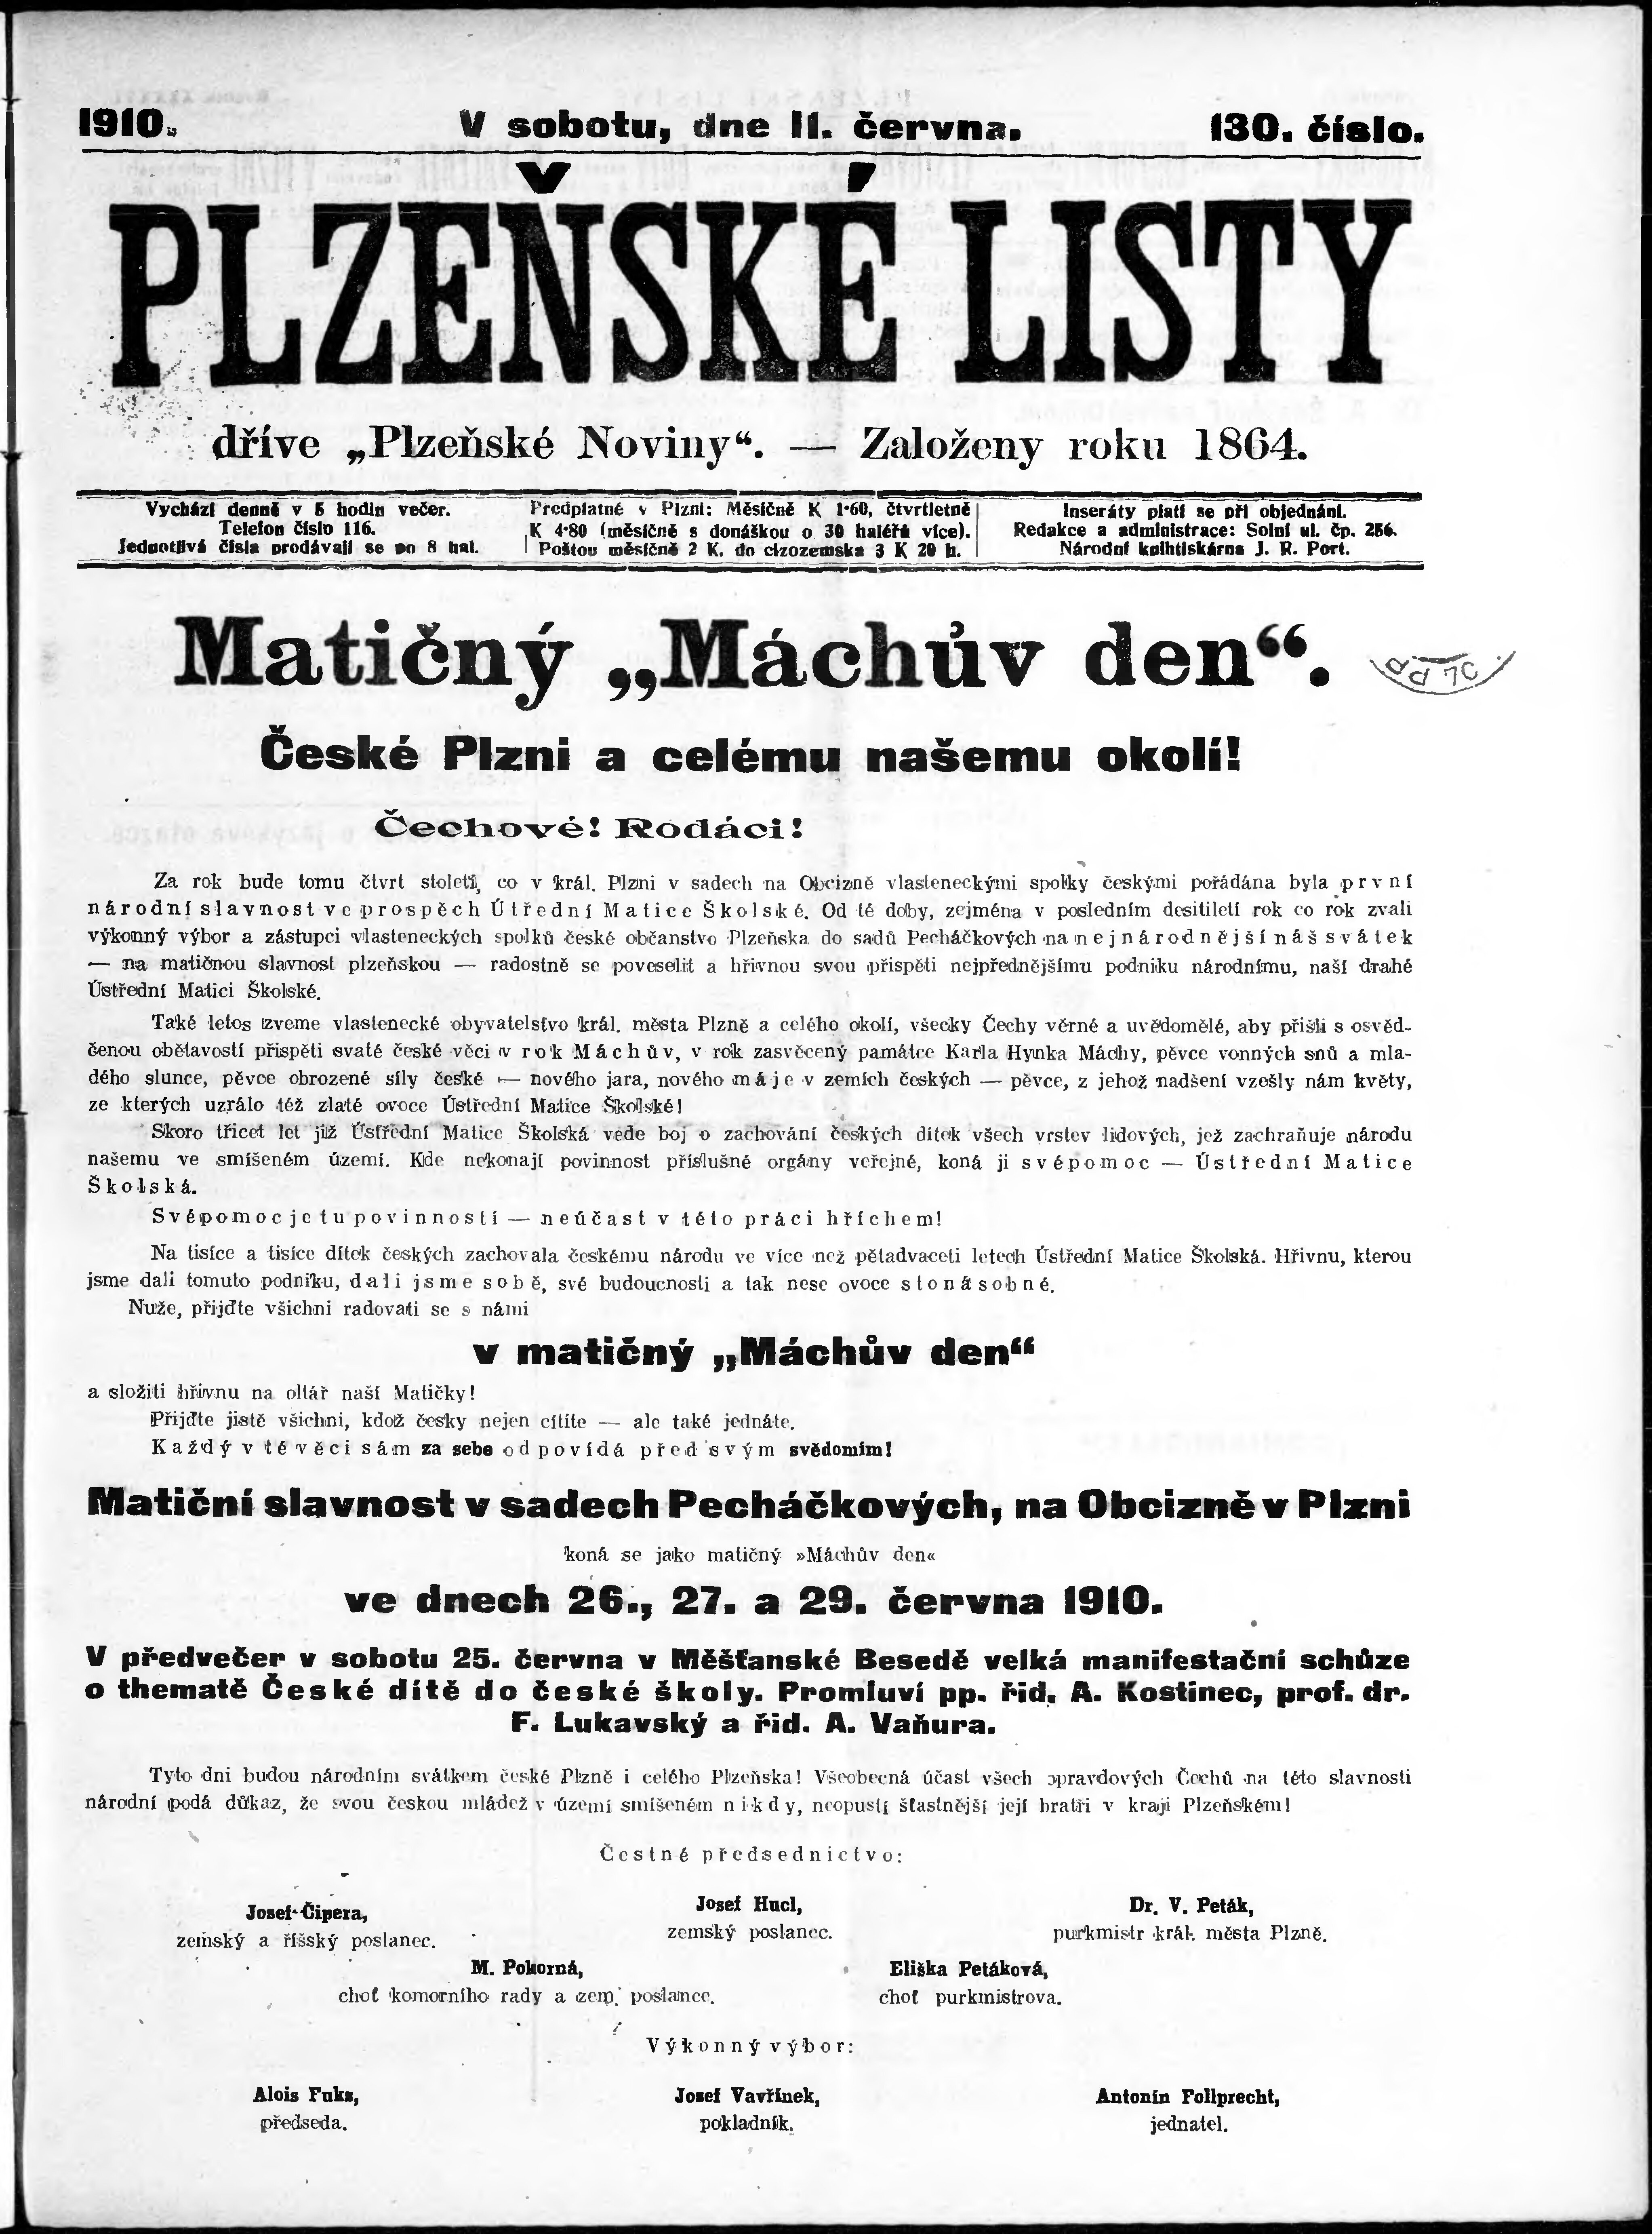 1910.
V sobotu, dne 11. června.
130. číslo.
PLZEŇSKÉ LISTY
dříve „Plzeňské Noviny“. — Založeny roku 1864.
Vychází denně v 5 hodin večer.
Telefon číslo 116.
Jednotlivá čísla prodávají se po 8 hal.
Předplatné v Plzni: Měsíčně K 1·60, čtvrtletně
K 4·80 (měsíčně s donáškou o 30 haléřů více).
Poštou měsíčně 2 K, do cizozemska 3 K 20 h.
Inseráty platí se při objednání.
Redakce a administrace: Solní ul. čp. 256.
Národní knihtiskárna J. R. Port.
Matičný „Máchův den“.
České Plzni a celému našemu okolí!
Čechové! Rodáci!
Za rok bude tomu čtvrt století, co v král. Plzni v sadech na Obcizně vlasteneckými spolky českými pořádána byla první
národní slavnost ve prospěch Útřední Matice Školské. Od té doby, zejména v posledním desitiletí rok co rok zvali
výkonný výbor a zástupci vlasteneckých spolků české občanstvo Plzeňska do sadů Pecháčkových na nejnárodnější náš svátek
— na matičnou slavnost plzeňskou — radostně se poveselit a hřivnou svou přispěti nejpřednějšímu podniku národnímu, naší drahé
Ústřední Matici Školské.
Také letos zveme vlastenecké obyvatelstvo král. města Plzně a celého okolí, všecky Čechy věrné a uvědomělé, aby přišli s osvěd-
čenou obětavostí přispěti svaté české věci v rok Máchův, v rok zasvěcený památce Karla Hynka Máchy, pěvce vonných snů a mla-
dého slunce, pěvce obrozené síly české — nového jara, nového máje v zemích českých — pěvce, z jehož nadšení vzešly nám květy,
ze kterých uzrálo též zlaté ovoce Ústřední Matice Školské!
Skoro třicet let již Ústřední Matice Školská vede boj o zachování českých dítek všech vrstev lidových, jež zachraňuje národu
našemu ve smíšeném území. Kde nekonají povinnost příslušné orgány veřejné, koná ji svépomoc — Ústřední Matice
Školská.
Svépomoc je tu povinností — neúčast v této práci hříchem!
Na tisíce a tisíce dítek českých zachovala českému národu ve více než pětadvaceti letech Ústřední Matice Školská. Hřivnu, kterou
jsme dali tomuto podniku, dali jsme sobě, své budoucnosti a tak nese ovoce stonásobné.
Nuže, přijďte všichni radovati se s námi
v matičný „Máchův den“
a složiti hřivnu na oltář naší Matičky!
Přijďte jistě všichni, kdož česky nejen cítíte — ale také jednáte.
Každý v té věci sám za sebe odpovídá před svým svědomím!
Matiční slavnost v sadech Pecháčkových, na Obcizně v Plzni
koná se jako matičný »Máchův den«
ve dnech 26., 27. a 29. června 1910.
V předvečer v sobotu 25. června v Měšťanské Besedě velká manifestační schůze
o thematě České dítě do české školy. Promluví pp. řid. A. Kostinec, prof. dr.
F. Lukavský a řid. A. Vaňura.
Tyto dni budou národním svátkem české Plzně i celého Plzeňska! Všeobecná účast všech opravdových Čechů na této slavnosti
národní podá důkaz, že svou českou mládež v území smíšeném nikdy, neopustí šťastnější její bratři v kraji Plzeňském!
Čestné předsednictvo:
Josef Čipera,
zemský a říšský poslanec.
Josef Hucl,
zemský poslanec.
Dr. V. Peták,
purkmistr král. města Plzně.
M. Pokorná,
choť komorního rady a zem. poslance.
Eliška Petáková,
choť purkmistrova.
Výkonný výbor:
Alois Fuks,
předseda.
Josef Vavřínek,
pokladník.
Antonín Follprecht,
jednatel.